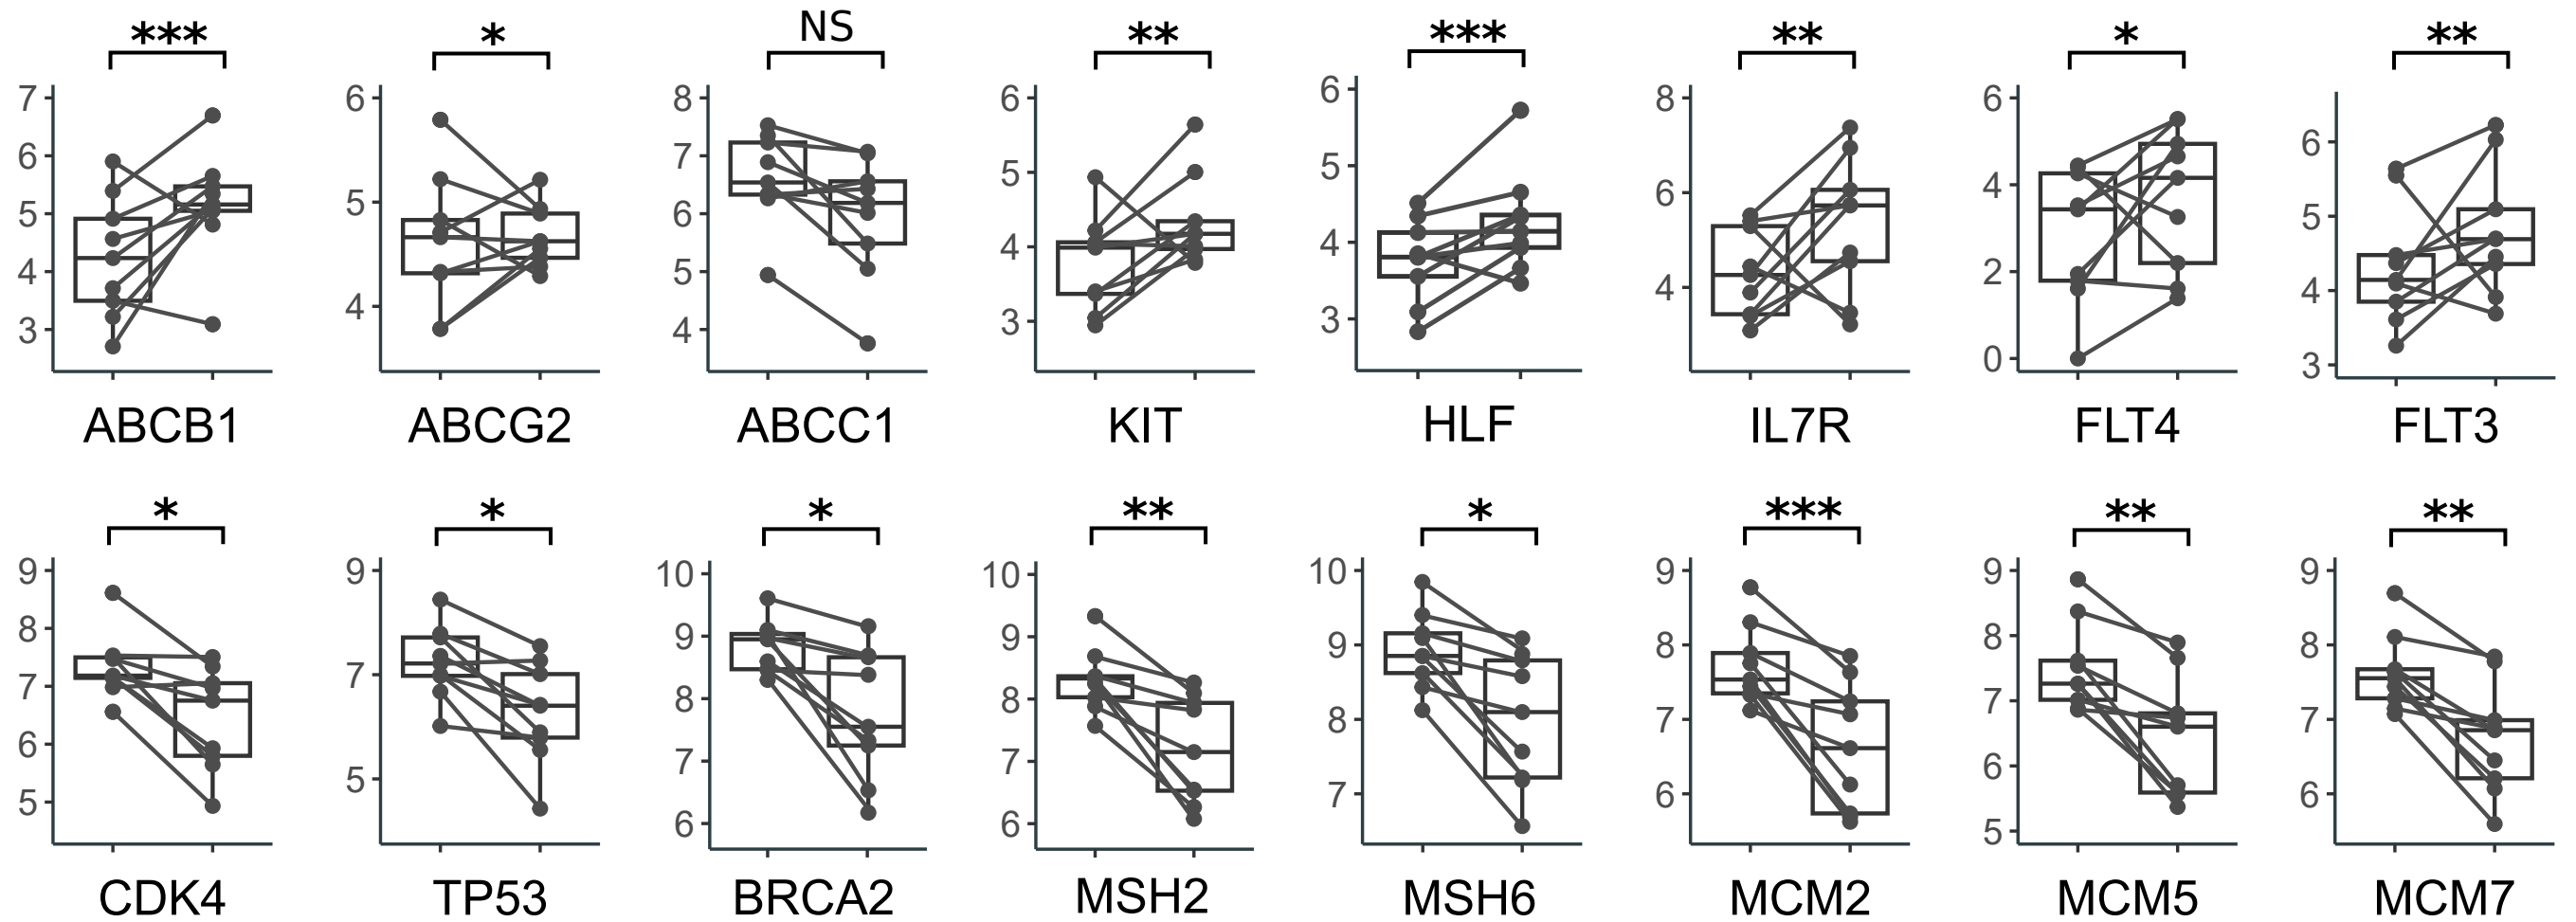 *** * NS ** *** ** * **
7 6 5 4 3
6 5 4
8 7 6 5 4
6 5 4 3
6 5 4 3
8 6 4
6 4 2 0
6 5 4 3
ABCB1 ABCG2 ABCC1 KIT HLF IL7R FLT4 FLT3
* * * ** * *** ** **
9 8 7 6 5
9 7 5
10 9 8 7 6
10 9 8 7 6
10 9 8 7
9 8 7 6
9 8 7 6 5
9 8 7 6
CDK4 TP53 BRCA2 MSH2 MSH6 MCM2 MCM5 MCM7